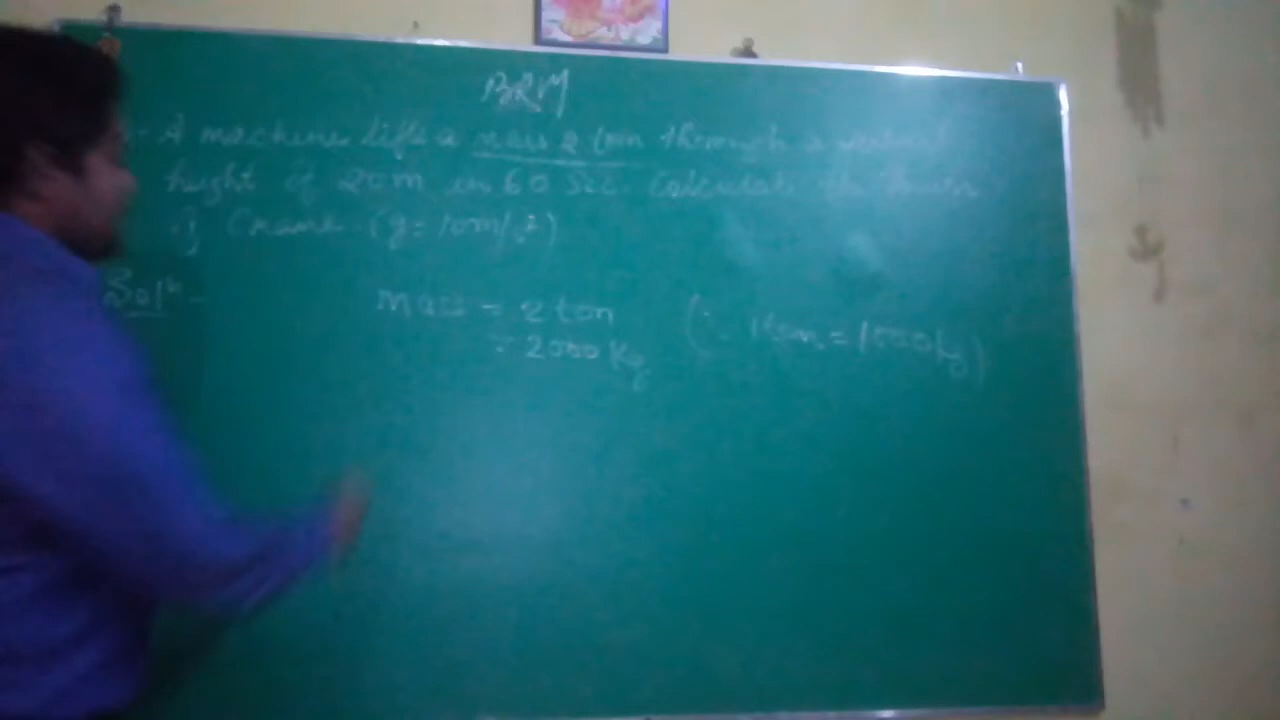 BRM
- A machine lifts a mass 2 ton through a vertical
height of 20m in 60 Sec. Calculate the Power
of Crane. (g = 10m/s²)
Solⁿ -
mass = 2 ton (∵ 1 ton = 1000 kg)
= 2000 Kg